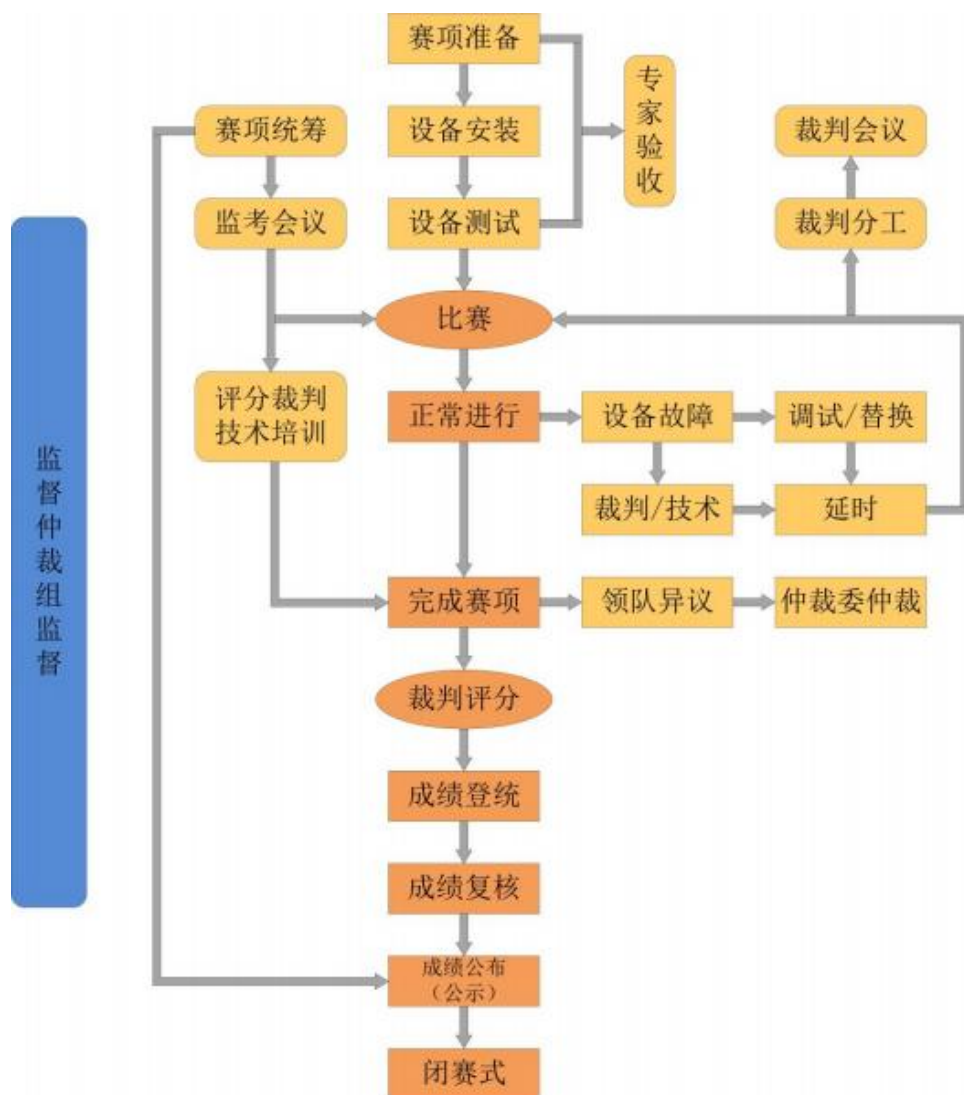 赛项准备
专家验收
赛项统筹
设备安装
裁判会议
监考会议
设备测试
裁判分工
比赛
评分裁判
技术培训
正常进行
设备故障
调试/替换
裁判/技术
延时
监督仲裁组监督
完成赛项
领队异议
仲裁委仲裁
裁判评分
成绩登统
成绩复核
成绩公布
（公示）
闭赛式